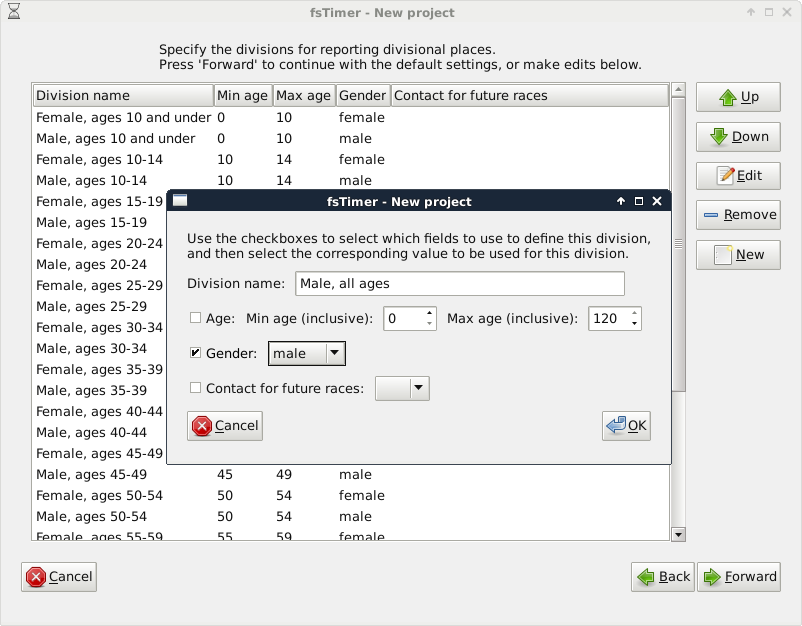 fsTimer - New project
Specify the divisions for reporting divisional places.
Press 'Forward' to continue with the default settings, or make edits below.
Division name Min age Max age Gender Contact for future races
Female, ages 10 and under 0 10 female
Male, ages 10 and under 0 10 male
Female, ages 10-14 10 14 female
Male, ages 10-14 10 14 male
Female, ages 15-19
Male, ages 15-19
Female, ages 20-24
Male, ages 20-24
Female, ages 25-29
Male, ages 25-29
Female, ages 30-34
Male, ages 30-34
Female, ages 35-39
Male, ages 35-39
Female, ages 40-44
Male, ages 40-44
Female, ages 45-49
Male, ages 45-49 45 49 male
Female, ages 50-54 50 54 female
Male, ages 50-54 50 54 male
Female, ages 55-59 55 59 female
Up
Down
Edit
Remove
New
fsTimer - New project
Use the checkboxes to select which fields to use to define this division,
and then select the corresponding value to be used for this division.
Division name: Male, all ages
Age: Min age (inclusive): 0 Max age (inclusive): 120
Gender: male
Contact for future races:
Cancel OK
Cancel Back Forward